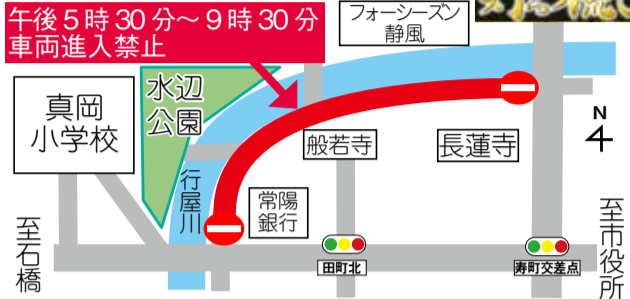 午後5時30分～9時30分
車両進入禁止
フォーシーズン
静風
真岡
小学校
水辺
公園
般若寺
長蓮寺
N
行屋川
常陽
銀行
至石橋
至市役所
田町北
寿町交差点